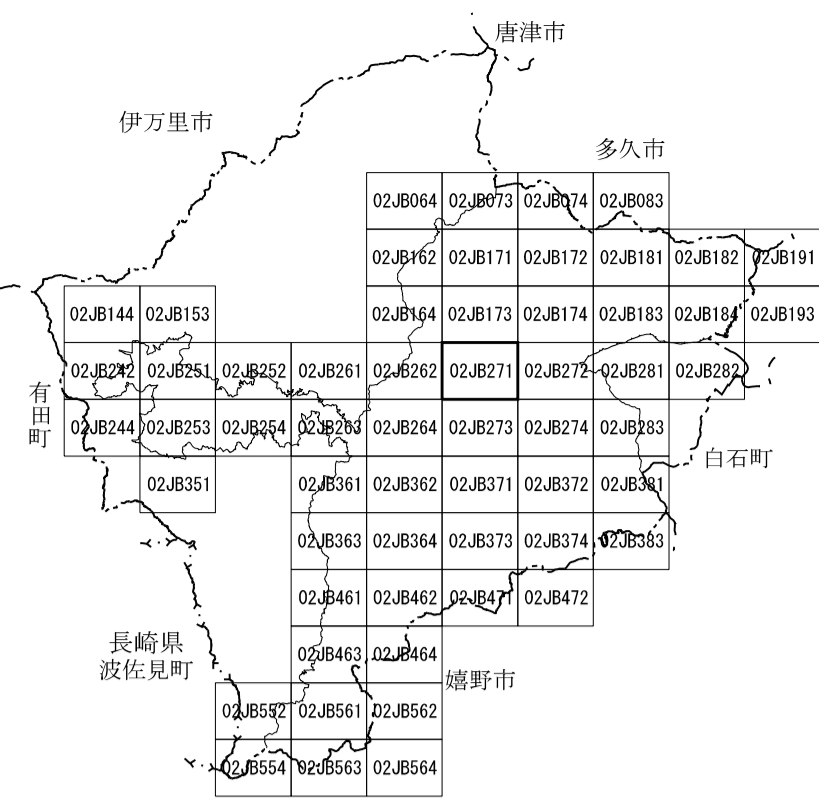 唐津市
伊万里市
多久市
02JB064 02JB073 02JB074 02JB083
02JB162 02JB171 02JB172 02JB181 02JB182 02JB191
02JB144 02JB153 02JB164 02JB173 02JB174 02JB183 02JB184 02JB193
02JB242 02JB251 02JB252 02JB261 02JB262 02JB271 02JB272 02JB281 02JB282
有田町
02JB244 02JB253 02JB254 02JB263 02JB264 02JB273 02JB274 02JB283
白石町
02JB351 02JB361 02JB362 02JB371 02JB372 02JB381
02JB363 02JB364 02JB373 02JB374 02JB383
02JB461 02JB462 02JB471 02JB472
長崎県
波佐見町
02JB463 02JB464
嬉野市
02JB552 02JB561 02JB562
02JB554 02JB563 02JB564